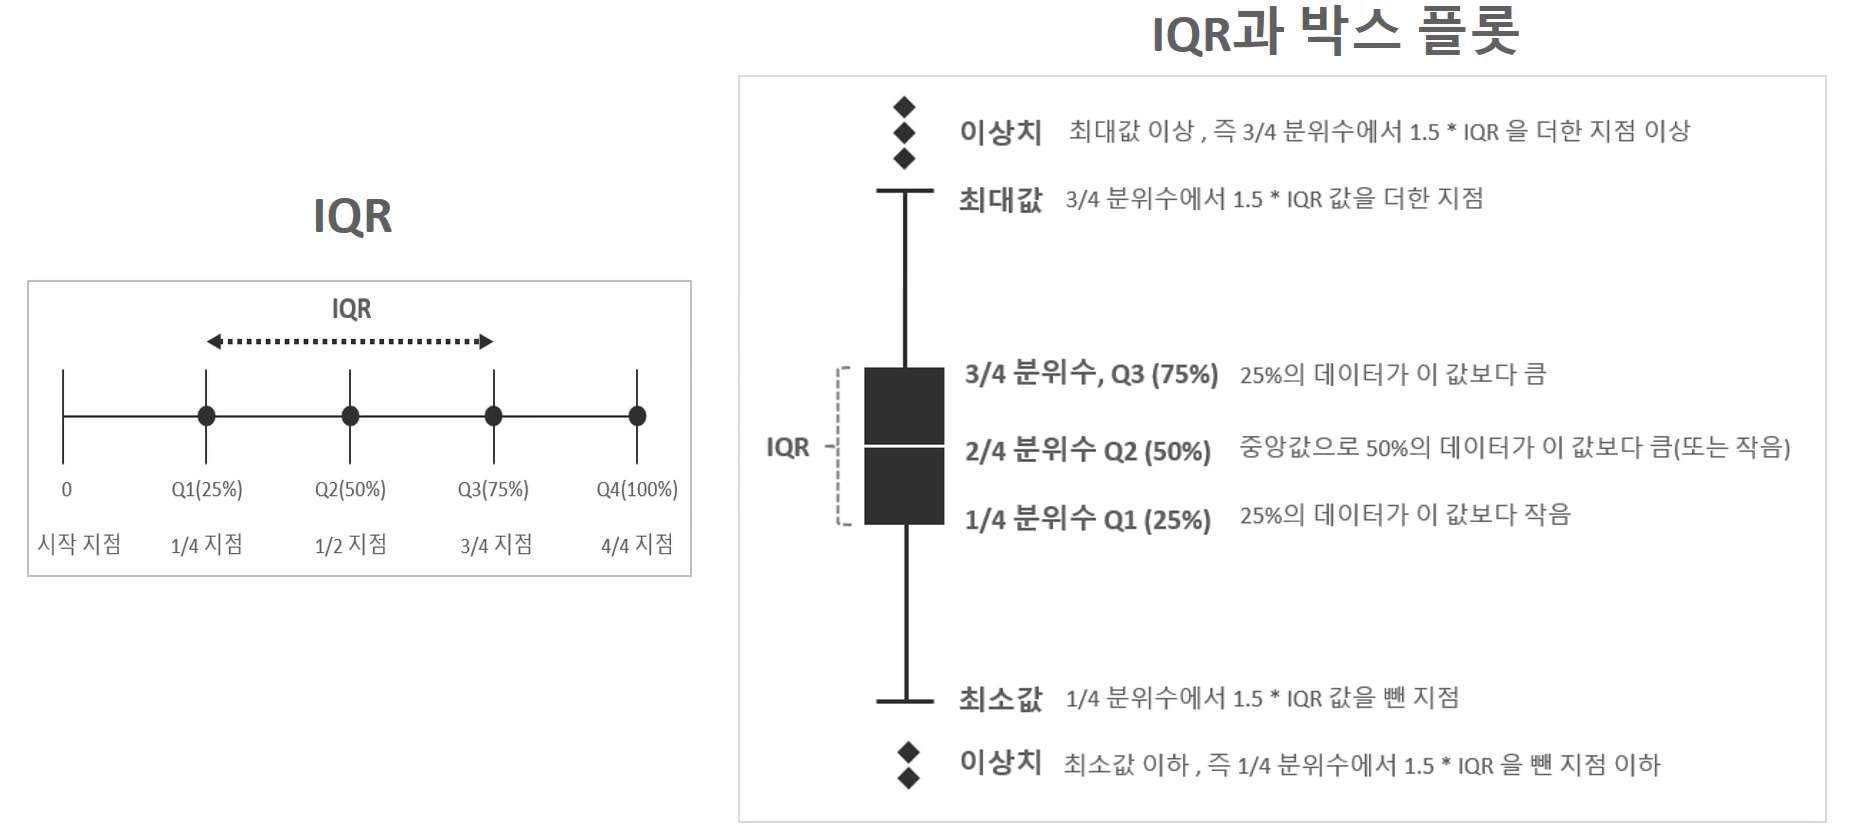 IQR
IQR
0 Q1(25%) Q2(50%) Q3(75%) Q4(100%)
시작 지점 1/4 지점 1/2 지점 3/4 지점 4/4 지점
IQR과 박스 플롯
이상치 최대값 이상 , 즉 3/4 분위수에서 1.5 * IQR 을 더한 지점 이상
최대값 3/4 분위수에서 1.5 * IQR 값을 더한 지점
3/4 분위수, Q3 (75%) 25%의 데이터가 이 값보다 큼
IQR 2/4 분위수 Q2 (50%) 중앙값으로 50%의 데이터가 이 값보다 큼(또는 작음)
1/4 분위수 Q1 (25%) 25%의 데이터가 이 값보다 작음
최소값 1/4 분위수에서 1.5 * IQR 값을 뺀 지점
이상치 최소값 이하 , 즉 1/4 분위수에서 1.5 * IQR 을 뺀 지점 이하